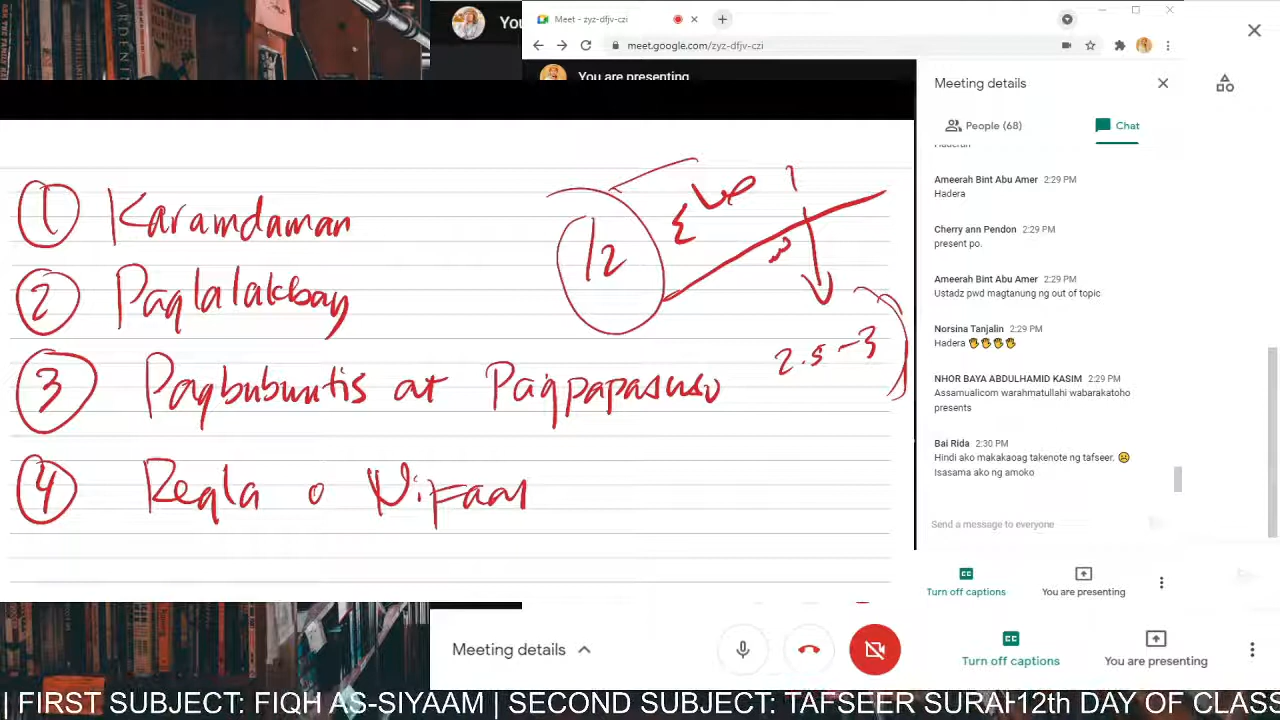 You
Meet - zyz-dfjv-czi
meet.google.com/zyz-dfjv-czi
You are presenting
Meeting details
People (68)
Chat
Ameerah Bint Abu Amer 2:29 PM
Hadera
Cherry ann Pendon 2:29 PM
present po.
Ameerah Bint Abu Amer 2:29 PM
Ustadz pwd magtanung ng out of topic
Norsina Tanjalin 2:29 PM
Hadera 🖐🖐🖐🖐
NHOR BAYA ABDULHAMID KASIM 2:29 PM
Assamualicom warahmatullahi wabarakatoho
presents
Bai Rida 2:30 PM
Hindi ako makakaoag takenote ng tafseer. ☹️
Isasama ako ng amoko
Send a message to everyone
Turn off captions
You are presenting
1 Karamdaman
2 Paglalakbay
3 Pagbubuntis at Pagpapasuso
4 Regla o Nifaas
12
2.5 - 3
Meeting details
Turn off captions
You are presenting
| FIRST SUBJECT: FIQH AS-SIYAAM | SECOND SUBJECT: TAFSEER SURAH
12th DAY OF CLASS